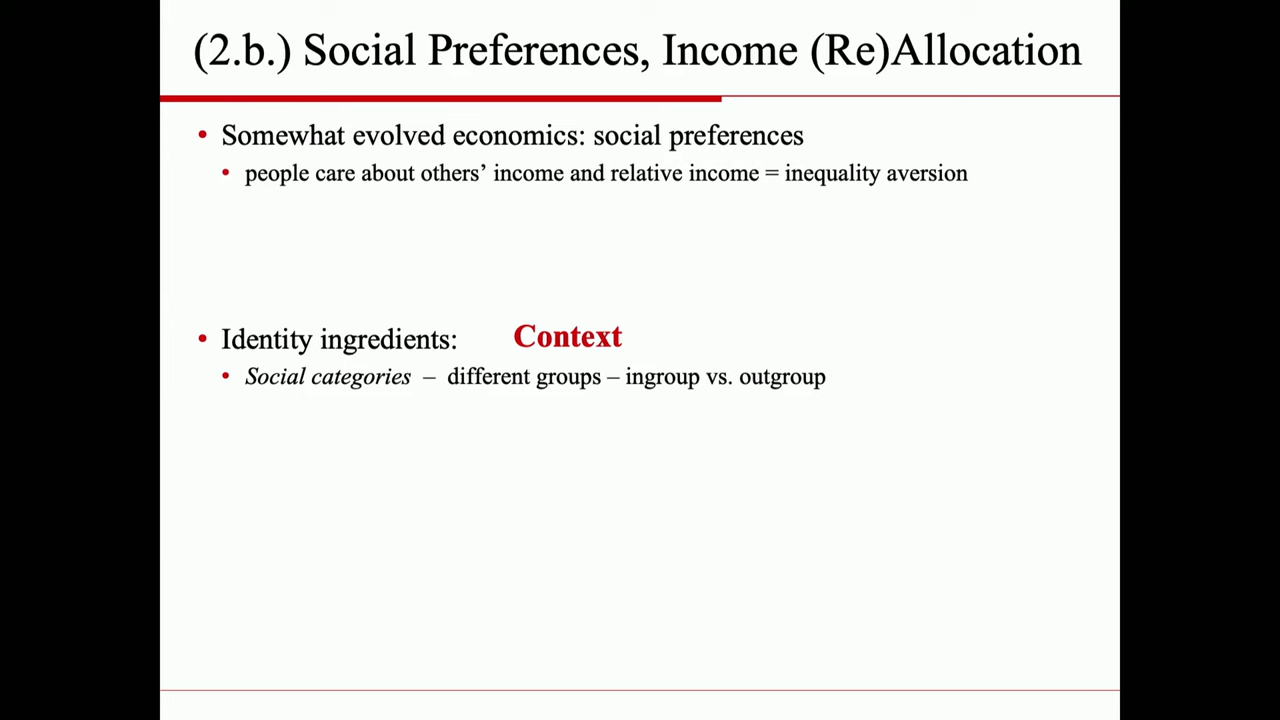 (2.b.) Social Preferences, Income (Re)Allocation
• Somewhat evolved economics: social preferences
• people care about others’ income and relative income = inequality aversion
• Identity ingredients: Context
• Social categories – different groups – ingroup vs. outgroup